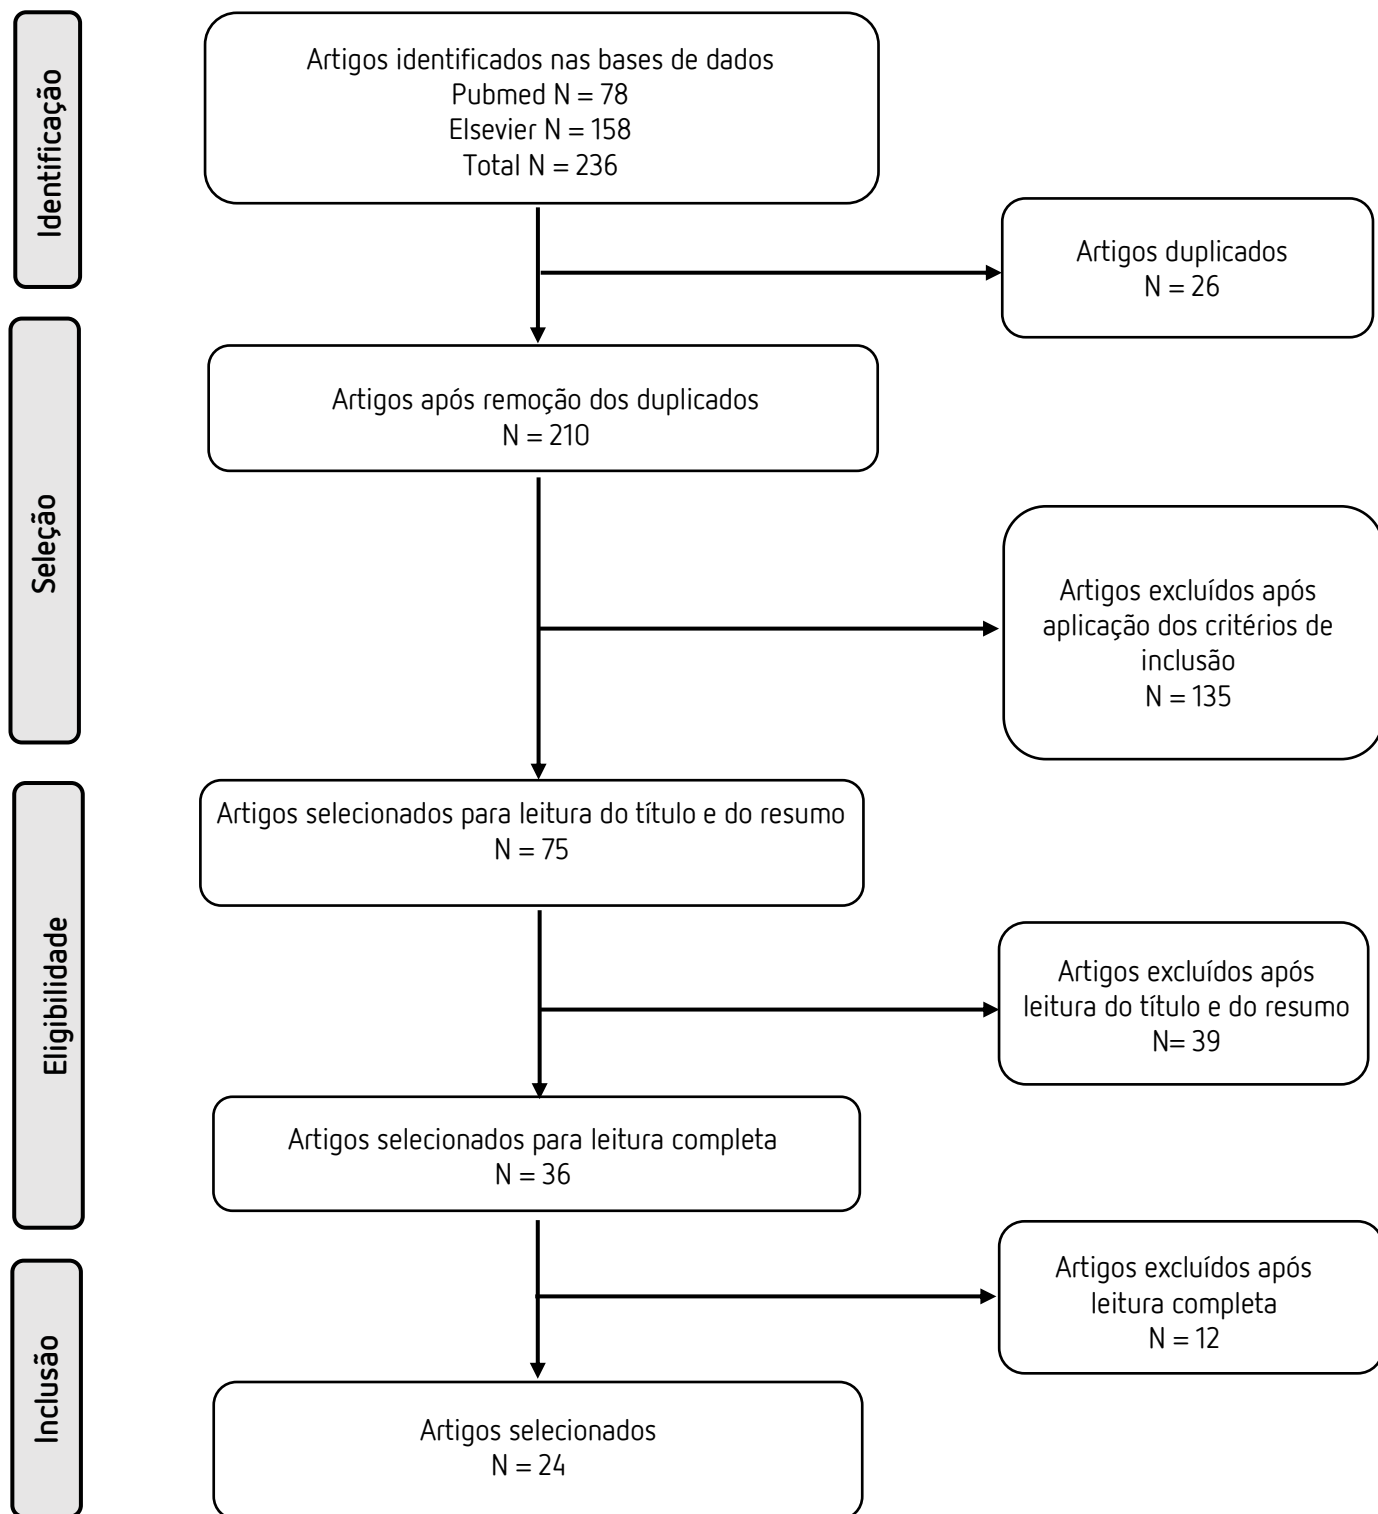 Identificação
Artigos identificados nas bases de dados
Pubmed N = 78
Elsevier N = 158
Total N = 236
Artigos duplicados
N = 26
Seleção
Artigos após remoção dos duplicados
N = 210
Artigos excluídos após
aplicação dos critérios de
inclusão
N = 135
Eligibilidade
Artigos selecionados para leitura do título e do resumo
N = 75
Artigos excluídos após
leitura do título e do resumo
N= 39
Artigos selecionados para leitura completa
N = 36
Inclusão
Artigos excluídos após
leitura completa
N = 12
Artigos selecionados
N = 24